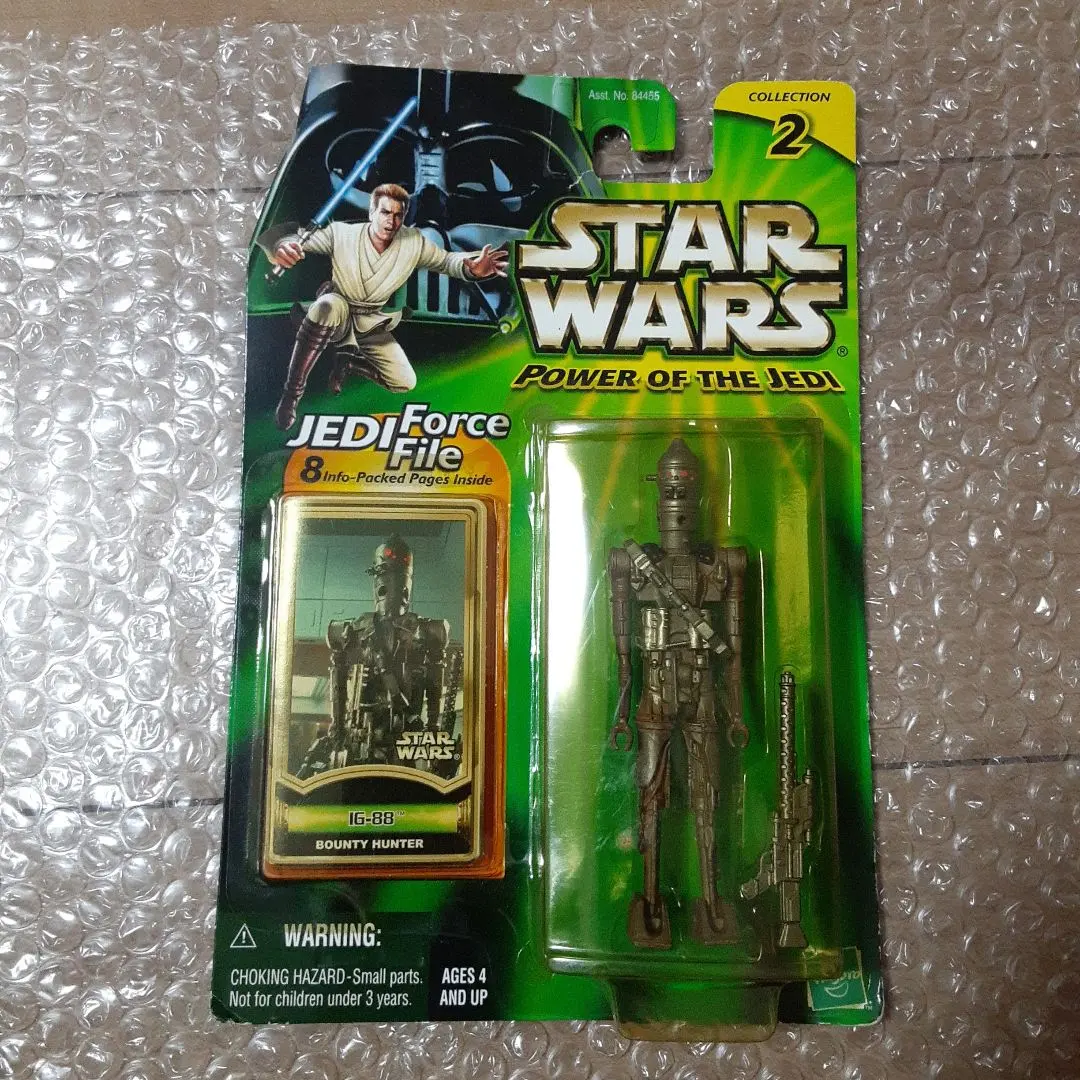 Asst. No. 84455
COLLECTION
2
STAR
WARS®
POWER OF THE JEDI
JEDI Force
File
8 Info-Packed Pages Inside
STAR
WARS®
IG-88™
BOUNTY HUNTER
WARNING:
CHOKING HAZARD-Small parts.
Not for children under 3 years.
AGES 4
AND UP